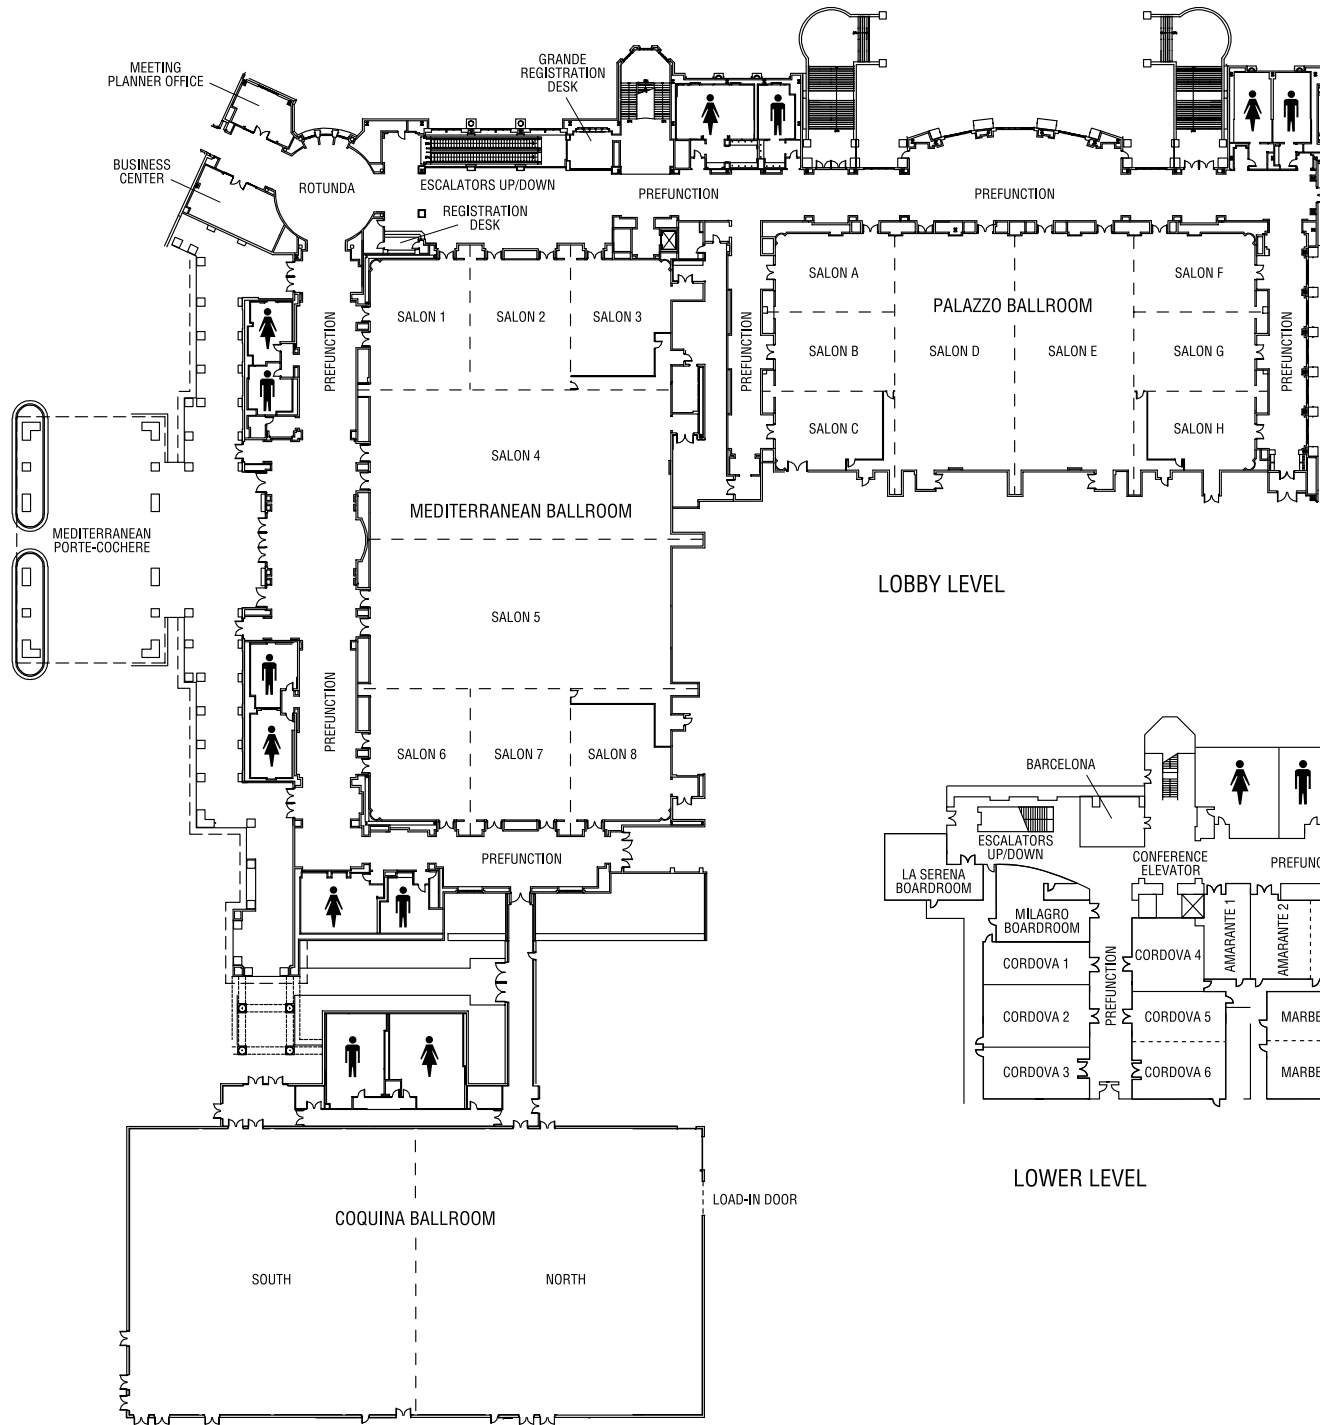 MEETING
PLANNER OFFICE
GRANDE
REGISTRATION
DESK
BUSINESS
CENTER
ROTUNDA
ESCALATORS UP/DOWN
PREFUNCTION
PREFUNCTION
REGISTRATION
DESK
SALON A
SALON F
PALAZZO BALLROOM
SALON 1
SALON 2
SALON 3
PREFUNCTION
PREFUNCTION
SALON B
SALON D
SALON E
SALON G
PREFUNCTION
SALON C
SALON H
SALON 4
MEDITERRANEAN BALLROOM
MEDITERRANEAN
PORTE-COCHERE
LOBBY LEVEL
SALON 5
PREFUNCTION
SALON 6
SALON 7
SALON 8
BARCELONA
ESCALATORS
UP/DOWN
PREFUNCTION
CONFERENCE
ELEVATOR
PREFUNC
LA SERENA
BOARDROOM
MILAGRO
BOARDROOM
AMARANTE 1
AMARANTE 2
CORDOVA 1
CORDOVA 4
PREFUNCTION
CORDOVA 2
CORDOVA 5
MARBE
CORDOVA 3
CORDOVA 6
MARBE
LOWER LEVEL
LOAD-IN DOOR
COQUINA BALLROOM
SOUTH
NORTH